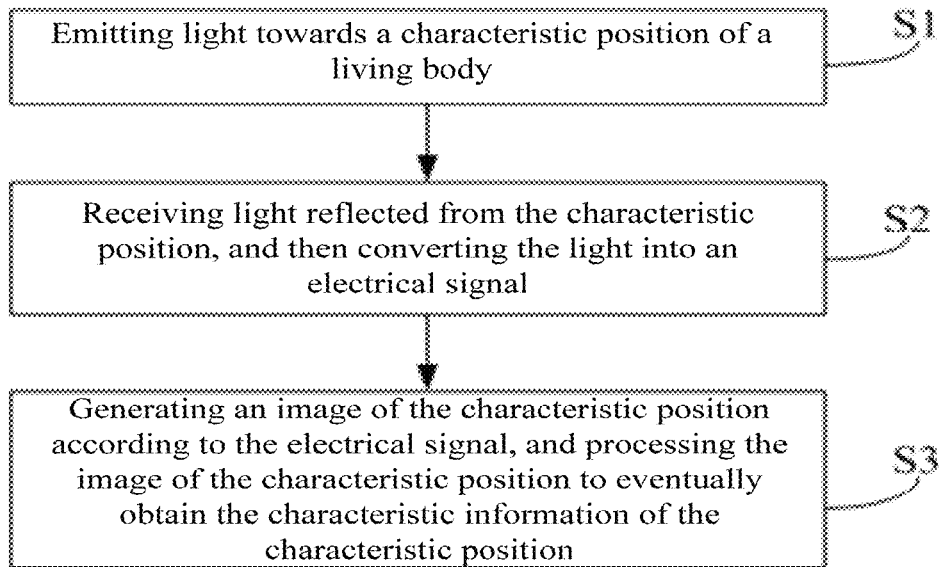 Emitting light towards a characteristic position of a
living body
S1
Receiving light reflected from the characteristic
position, and then converting the light into an
electrical signal
S2
Generating an image of the characteristic position
according to the electrical signal, and processing the
image of the characteristic position to eventually
obtain the characteristic information of the
characteristic position
S3